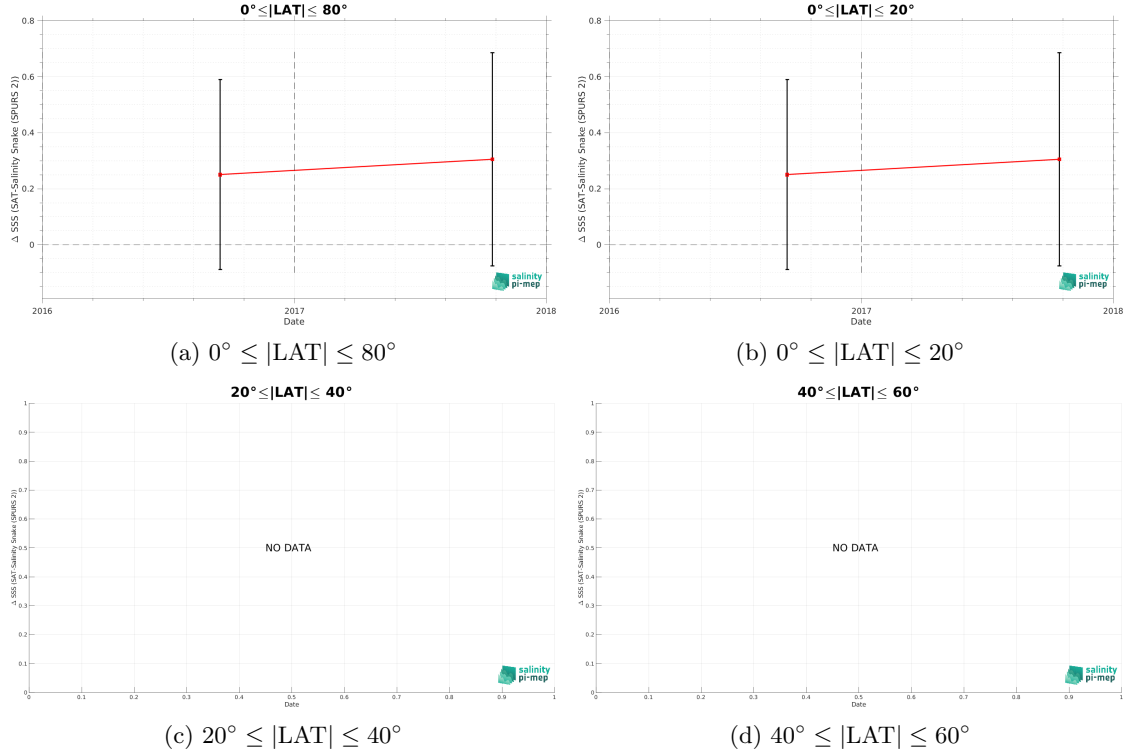 0°≤|LAT|≤ 80°
0.8
0.6
0.4
0.2
0
Δ SSS (SAT-Salinity Snake (SPURS 2))
salinity
pi-mep
2016
2017
2018
Date
(a) 0° ≤ |LAT| ≤ 80°
0°≤|LAT|≤ 20°
0.8
0.6
0.4
0.2
0
Δ SSS (SAT-Salinity Snake (SPURS 2))
salinity
pi-mep
2016
2017
2018
Date
(b) 0° ≤ |LAT| ≤ 20°
20°≤|LAT|≤ 40°
1
0.9
0.8
0.7
0.6
0.5
0.4
0.3
0.2
0.1
0
Δ SSS (SAT-Salinity Snake (SPURS 2))
NO DATA
salinity
pi-mep
0
0.1
0.2
0.3
0.4
0.5
0.6
0.7
0.8
0.9
1
Date
(c) 20° ≤ |LAT| ≤ 40°
40°≤|LAT|≤ 60°
1
0.9
0.8
0.7
0.6
0.5
0.4
0.3
0.2
0.1
0
Δ SSS (SAT-Salinity Snake (SPURS 2))
NO DATA
salinity
pi-mep
0
0.1
0.2
0.3
0.4
0.5
0.6
0.7
0.8
0.9
1
Date
(d) 40° ≤ |LAT| ≤ 60°